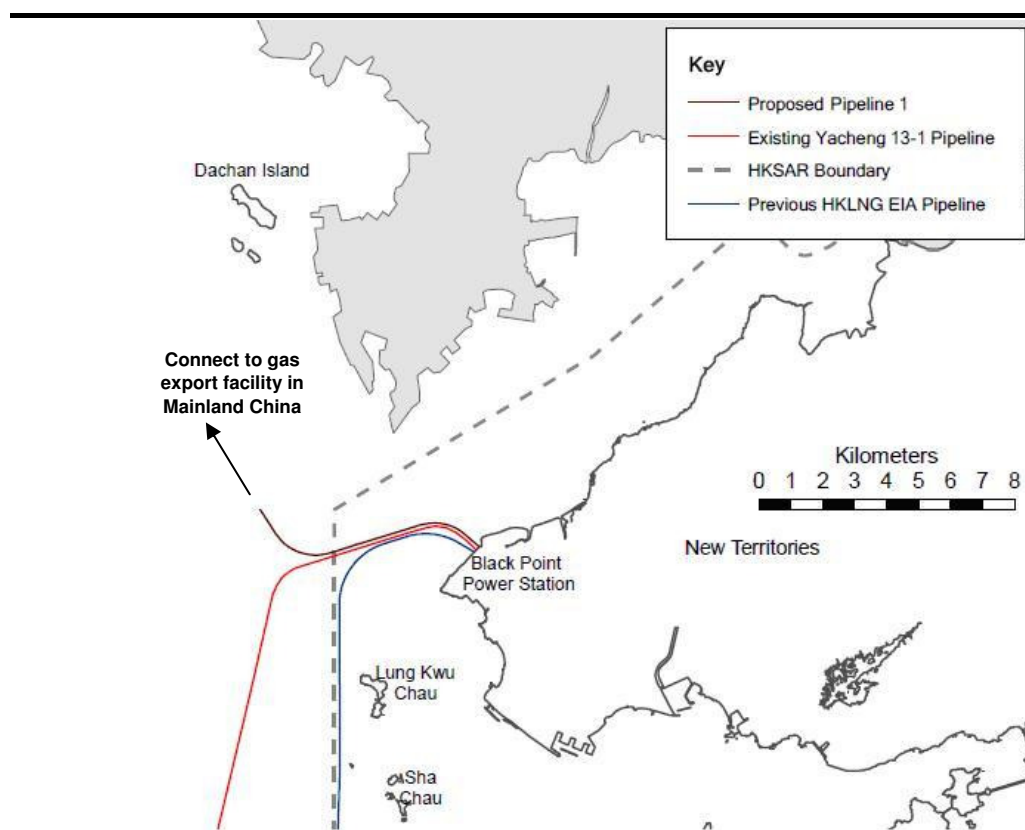 Key
Proposed Pipeline 1
Existing Yacheng 13-1 Pipeline
HKSAR Boundary
Previous HKLNG EIA Pipeline
Dachan Island
Connect to gas
export facility in
Mainland China
Kilometers
0 1 2 3 4 5 6 7 8
New Territories
Black Point
Power Station
Lung Kwu
Chau
Sha
Chau